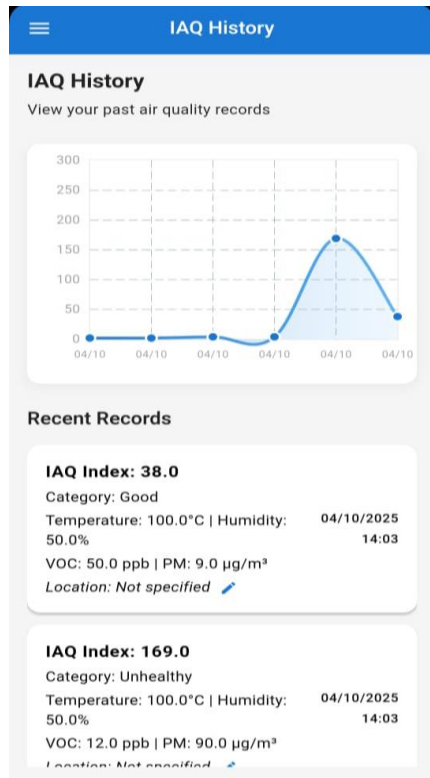 IAQ History
IAQ History
View your past air quality records
300
250
200
150
100
50
0
04/10 04/10 04/10 04/10 04/10 04/10
Recent Records
IAQ Index: 38.0
Category: Good
Temperature: 100.0°C | Humidity: 50.0%
04/10/2025
14:03
VOC: 50.0 ppb | PM: 9.0 µg/m³
Location: Not specified
IAQ Index: 169.0
Category: Unhealthy
Temperature: 100.0°C | Humidity: 50.0%
04/10/2025
14:03
VOC: 12.0 ppb | PM: 90.0 µg/m³
Location: Not specified